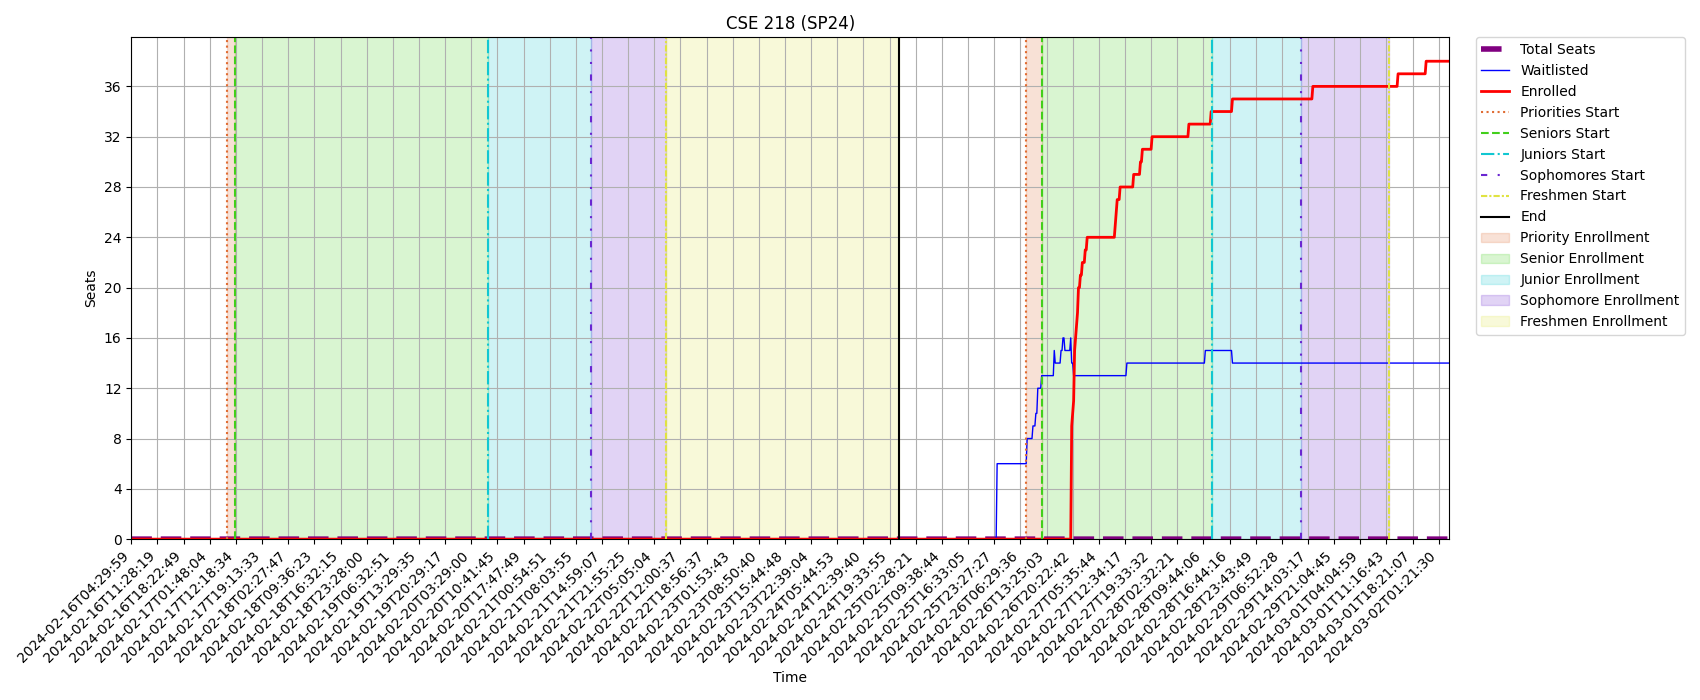 CSE 218 (SP24)
Seats
36
32
28
24
20
16
12
8
4
0
2024-02-16T04:29:59
2024-02-16T11:28:19
2024-02-16T18:22:49
2024-02-17T01:48:04
2024-02-17T12:18:34
2024-02-17T19:13:33
2024-02-18T02:27:47
2024-02-18T09:36:23
2024-02-18T16:32:15
2024-02-18T23:28:00
2024-02-19T06:32:51
2024-02-19T13:29:35
2024-02-19T20:29:17
2024-02-20T03:29:00
2024-02-20T10:41:45
2024-02-20T17:47:49
2024-02-21T00:54:51
2024-02-21T08:03:55
2024-02-21T14:59:07
2024-02-21T21:55:25
2024-02-22T05:05:04
2024-02-22T12:00:37
2024-02-22T18:56:37
2024-02-23T01:53:43
2024-02-23T08:50:40
2024-02-23T15:44:48
2024-02-23T22:39:04
2024-02-24T05:44:53
2024-02-24T12:39:40
2024-02-24T19:33:55
2024-02-25T02:28:21
2024-02-25T09:38:44
2024-02-25T16:33:05
2024-02-25T23:27:27
2024-02-26T06:29:36
2024-02-26T13:25:03
2024-02-26T20:22:42
2024-02-27T05:35:44
2024-02-27T12:34:17
2024-02-27T19:33:32
2024-02-28T02:32:21
2024-02-28T09:44:06
2024-02-28T16:44:16
2024-02-28T23:43:49
2024-02-29T06:52:28
2024-02-29T14:03:17
2024-02-29T21:04:45
2024-03-01T04:04:59
2024-03-01T11:16:43
2024-03-01T18:21:07
2024-03-02T01:21:30
Time
Total Seats
Waitlisted
Enrolled
Priorities Start
Seniors Start
Juniors Start
Sophomores Start
Freshmen Start
End
Priority Enrollment
Senior Enrollment
Junior Enrollment
Sophomore Enrollment
Freshmen Enrollment